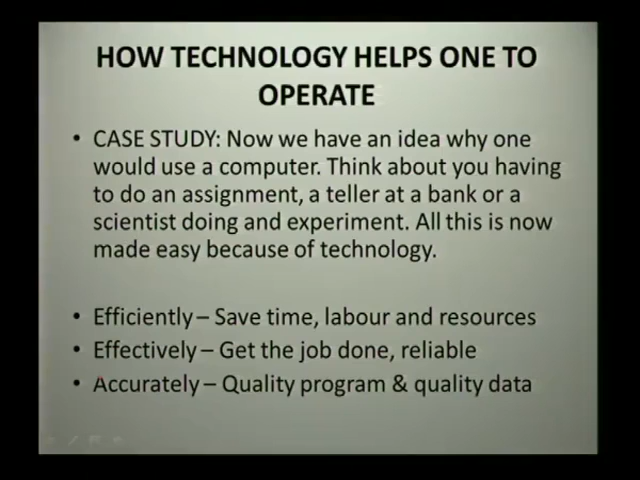 HOW TECHNOLOGY HELPS ONE TO
OPERATE
• CASE STUDY: Now we have an idea why one
would use a computer. Think about you having
to do an assignment, a teller at a bank or a
scientist doing and experiment. All this is now
made easy because of technology.
• Efficiently – Save time, labour and resources
• Effectively – Get the job done, reliable
• Accurately – Quality program & quality data